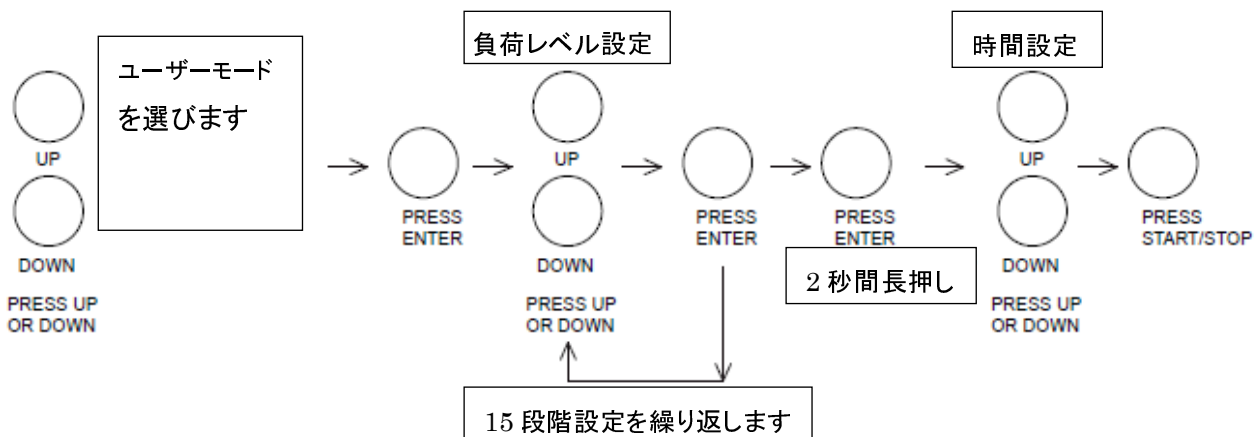 ユーザーモード
を選びます
UP
DOWN
PRESS UP
OR DOWN
PRESS
ENTER
負荷レベル設定
UP
DOWN
PRESS UP
OR DOWN
PRESS
ENTER
15 段階設定を繰り返します
PRESS
ENTER
2 秒間長押し
時間設定
UP
DOWN
PRESS UP
OR DOWN
PRESS
START/STOP